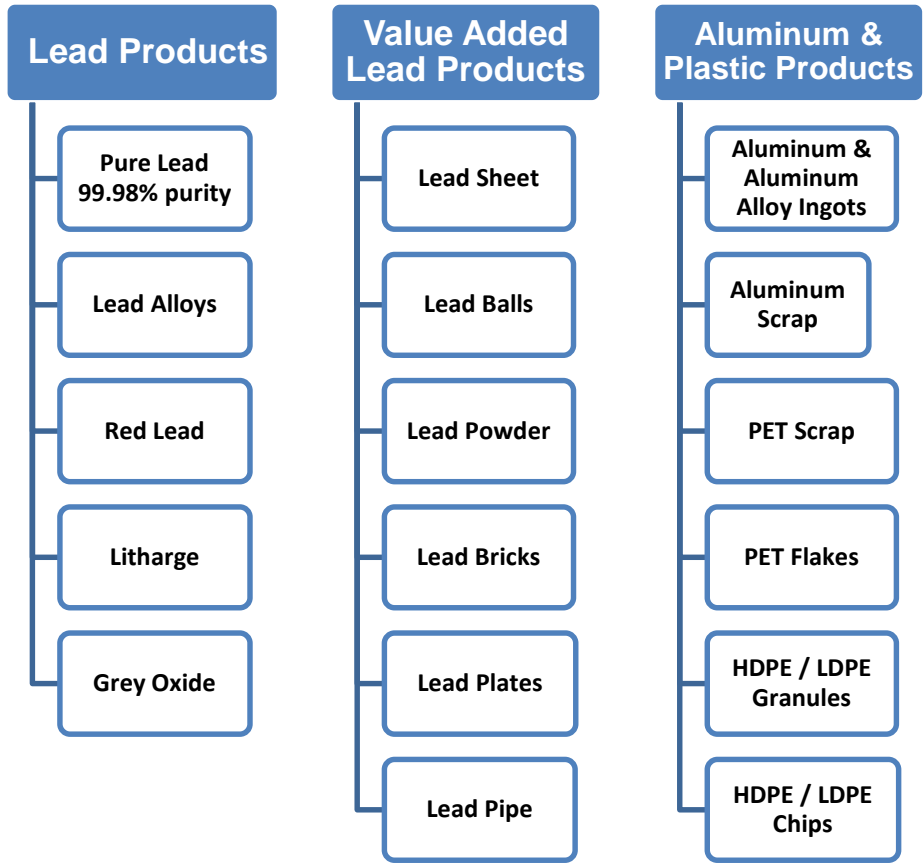 Lead Products
Pure Lead
99.98% purity
Lead Alloys
Red Lead
Litharge
Grey Oxide
Value Added
Lead Products
Lead Sheet
Lead Balls
Lead Powder
Lead Bricks
Lead Plates
Lead Pipe
Aluminum &
Plastic Products
Aluminum &
Aluminum
Alloy Ingots
Aluminum
Scrap
PET Scrap
PET Flakes
HDPE / LDPE
Granules
HDPE / LDPE
Chips